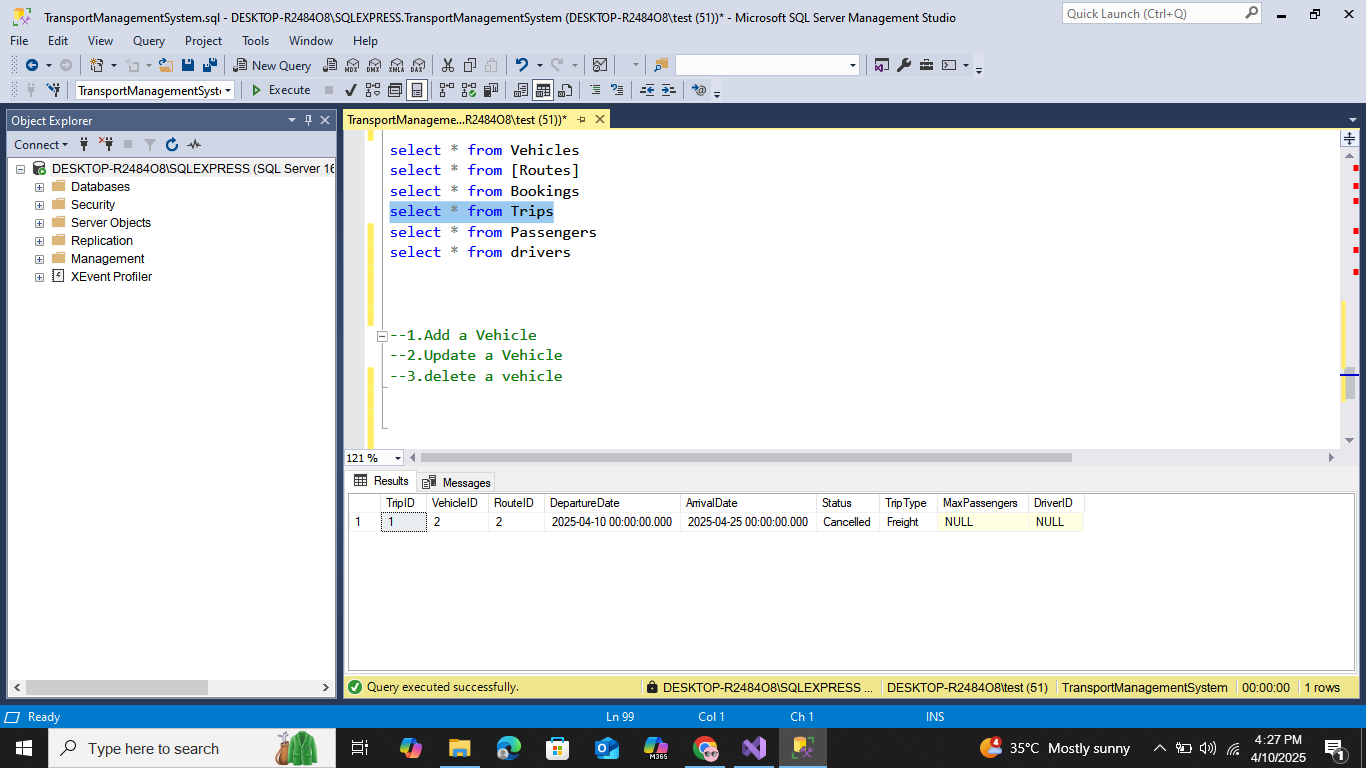 TransportManagementSystem.sql - DESKTOP-R2484O8\SQLEXPRESS.TransportManagementSystem (DESKTOP-R2484O8\test (51))* - Microsoft SQL Server Management Studio
Quick Launch (Ctrl+Q)
File Edit View Query Project Tools Window Help
New Query MDX DMX XMLA DAX
TransportManagementSyste Execute
Object Explorer
TransportManageme...R2484O8\test (51))*
Connect
DESKTOP-R2484O8\SQLEXPRESS (SQL Server 16
Databases
Security
Server Objects
Replication
Management
XEvent Profiler
select * from Vehicles
select * from [Routes]
select * from Bookings
select * from Trips
select * from Passengers
select * from drivers
--1.Add a Vehicle
--2.Update a Vehicle
--3.delete a vehicle
121 %
Results Messages
TripID VehicleID RouteID DepartureDate ArrivalDate Status TripType MaxPassengers DriverID
1 1 2 2 2025-04-10 00:00:00.000 2025-04-25 00:00:00.000 Cancelled Freight NULL NULL
Query executed successfully. DESKTOP-R2484O8\SQLEXPRESS ... DESKTOP-R2484O8\test (51) TransportManagementSystem 00:00:00 1 rows
Ready Ln 99 Col 1 Ch 1 INS
Type here to search M365 35°C Mostly sunny 4:27 PM
4/10/2025 1